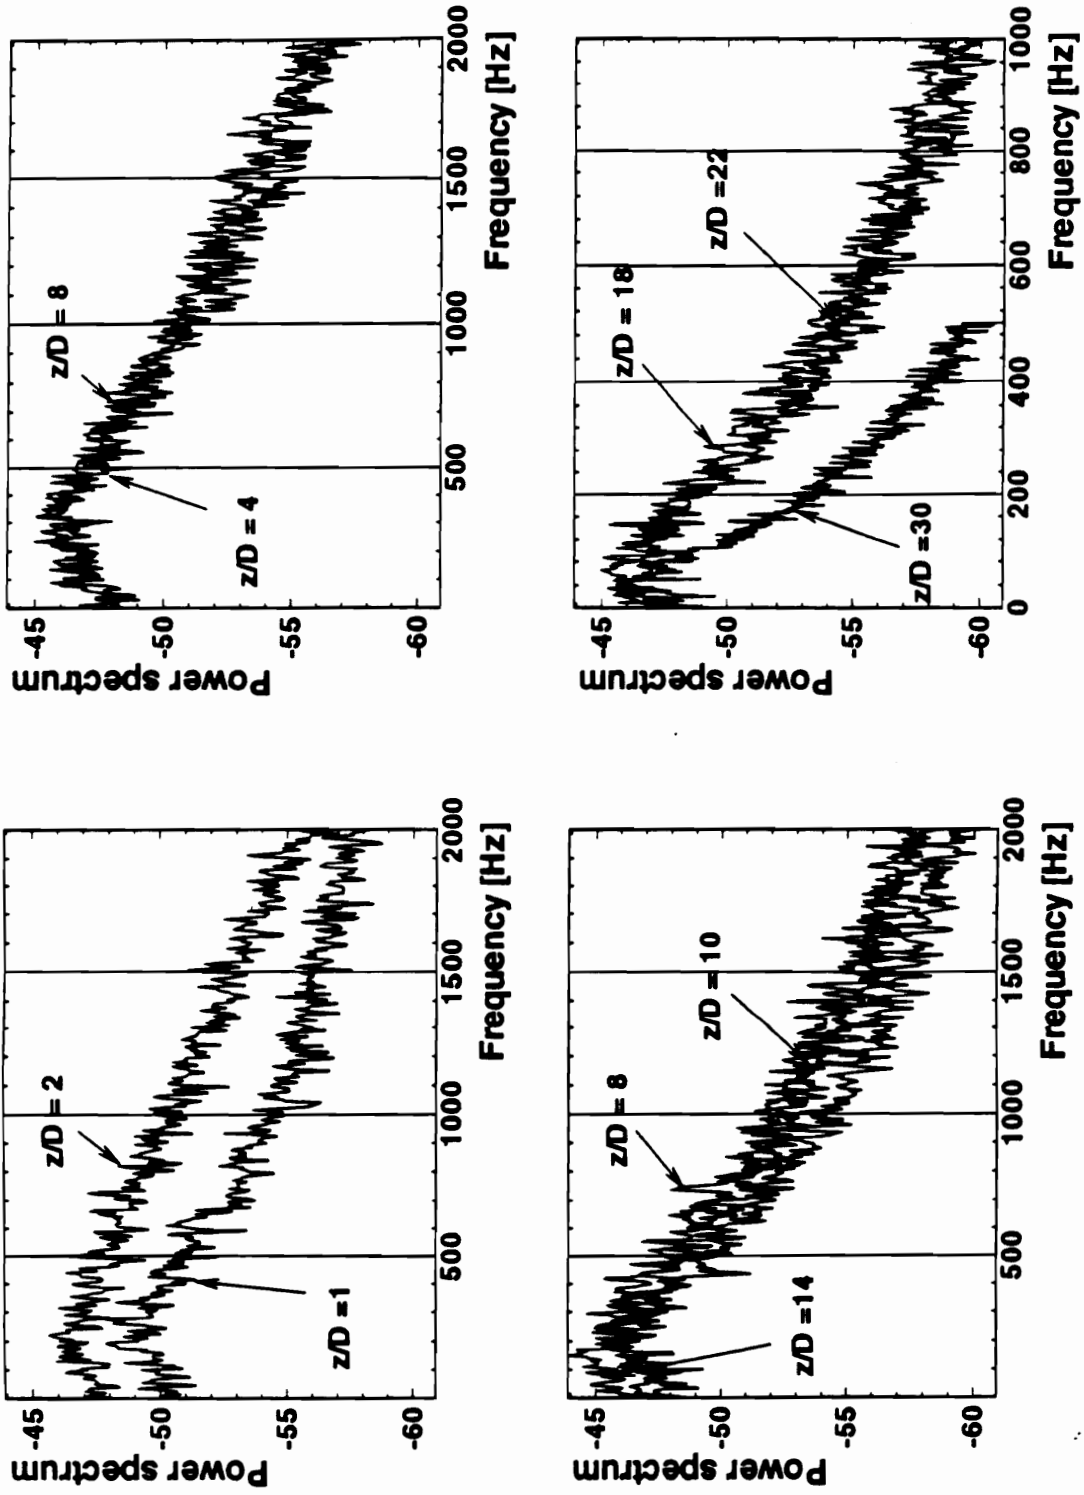 Power spectrum
-45
-50
-55
-60
z/D = 2
z/D =1
500
1000
1500
2000
Frequency [Hz]
Power spectrum
-45
-50
-55
-60
z/D = 8
z/D = 4
500
1000
1500
2000
Frequency [Hz]
Power spectrum
-45
-50
-55
-60
z/D = 8
z/D = 10
z/D =14
500
1000
1500
2000
Frequency [Hz]
Power spectrum
-45
-50
-55
-60
z/D = 18
z/D =22
z/D =30
0
200
400
600
800
1000
Frequency [Hz]